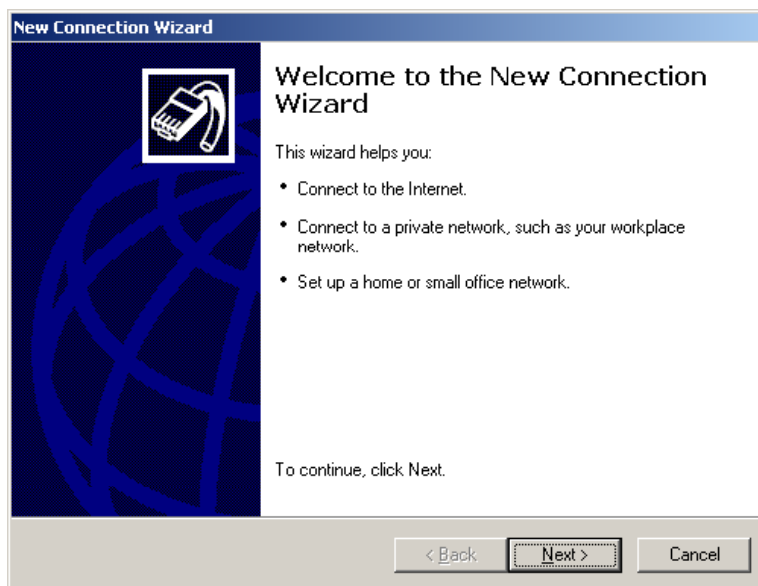 New Connection Wizard
Welcome to the New Connection
Wizard
This wizard helps you:
• Connect to the Internet.
• Connect to a private network, such as your workplace
network.
• Set up a home or small office network.
To continue, click Next.
< Back
Next >
Cancel